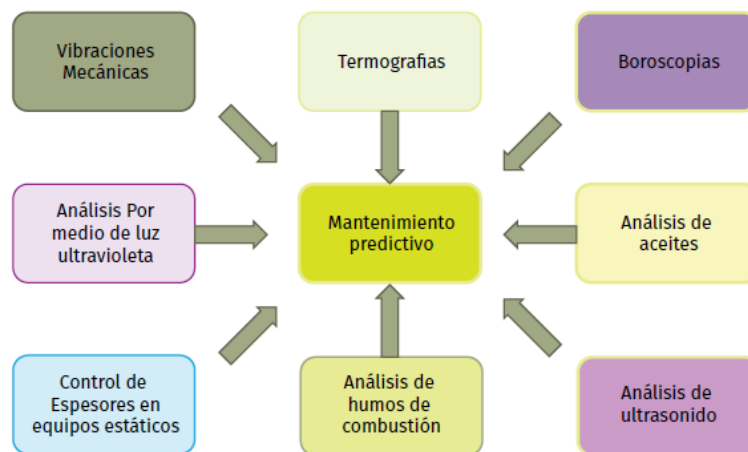 Vibraciones
Mecánicas
Termografias
Boroscopias
Análisis Por
medio de luz
ultravioleta
Mantenimiento
predictivo
Análisis de
aceites
Control de
Espesores en
equipos estáticos
Análisis de
humos de
combustión
Análisis de
ultrasonido